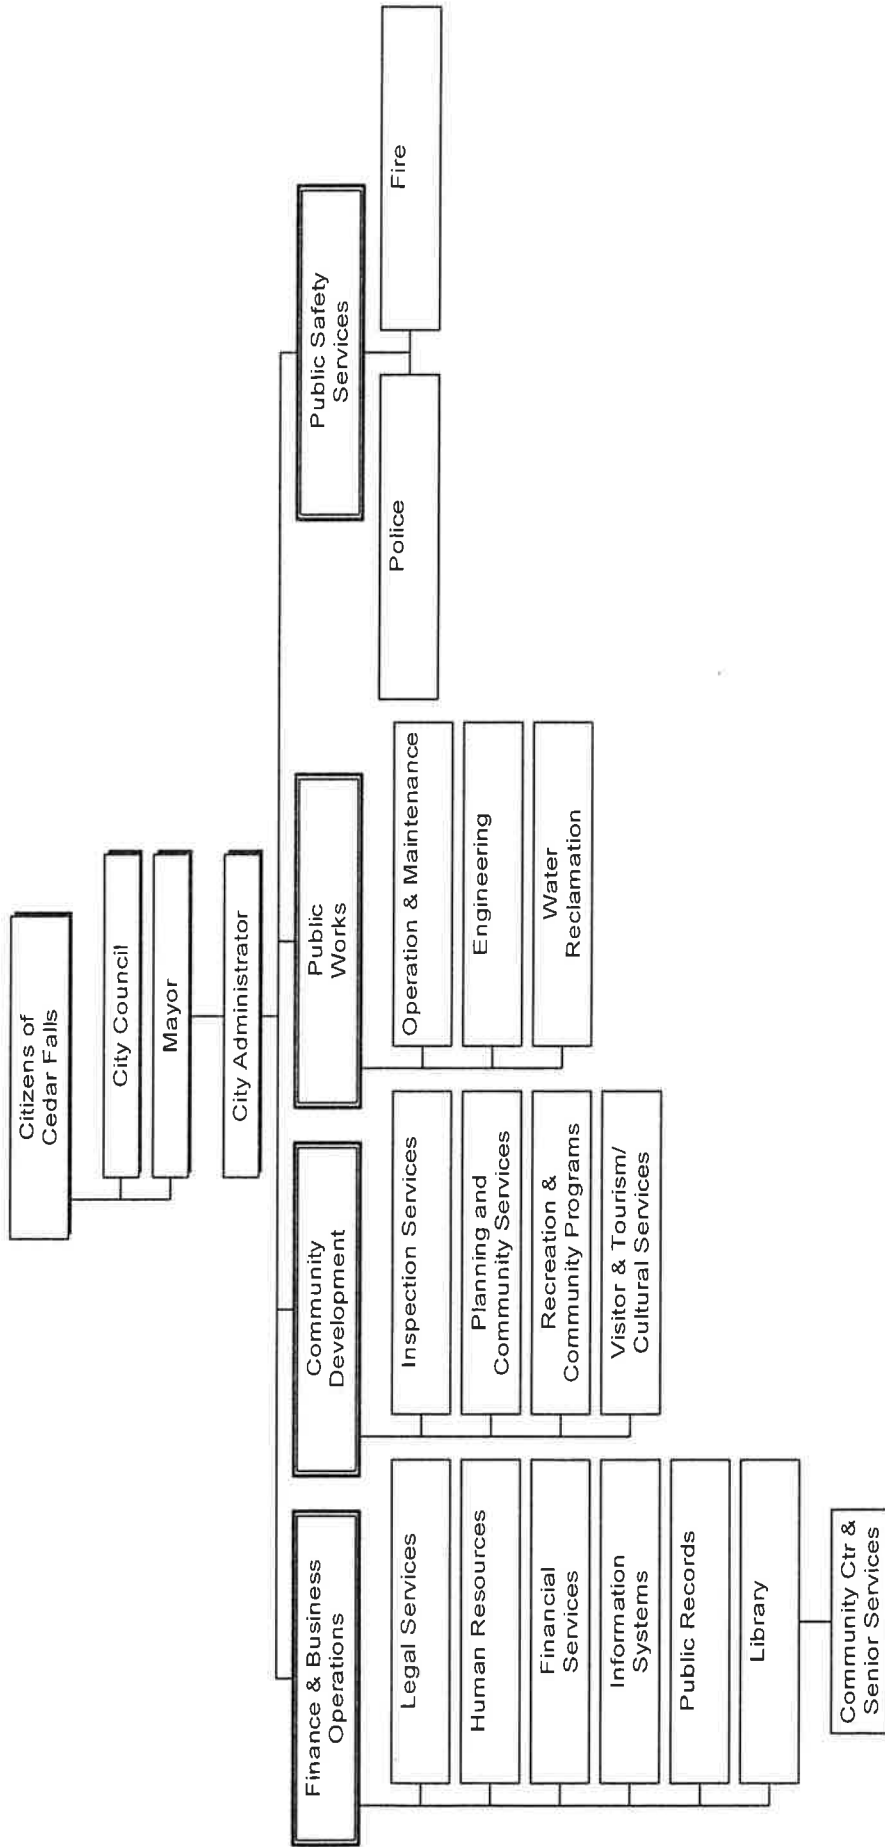 Citizens of
Cedar Falls
City Council
Mayor
City Administrator
Finance & Business
Operations
Legal Services
Human Resources
Financial
Services
Information
Systems
Public Records
Library
Community Ctr &
Senior Services
Community
Development
Inspection Services
Planning and
Community Services
Recreation &
Community Programs
Visitor & Tourism/
Cultural Services
Public
Works
Operation & Maintenance
Engineering
Water
Reclamation
Public Safety
Services
Police
Fire